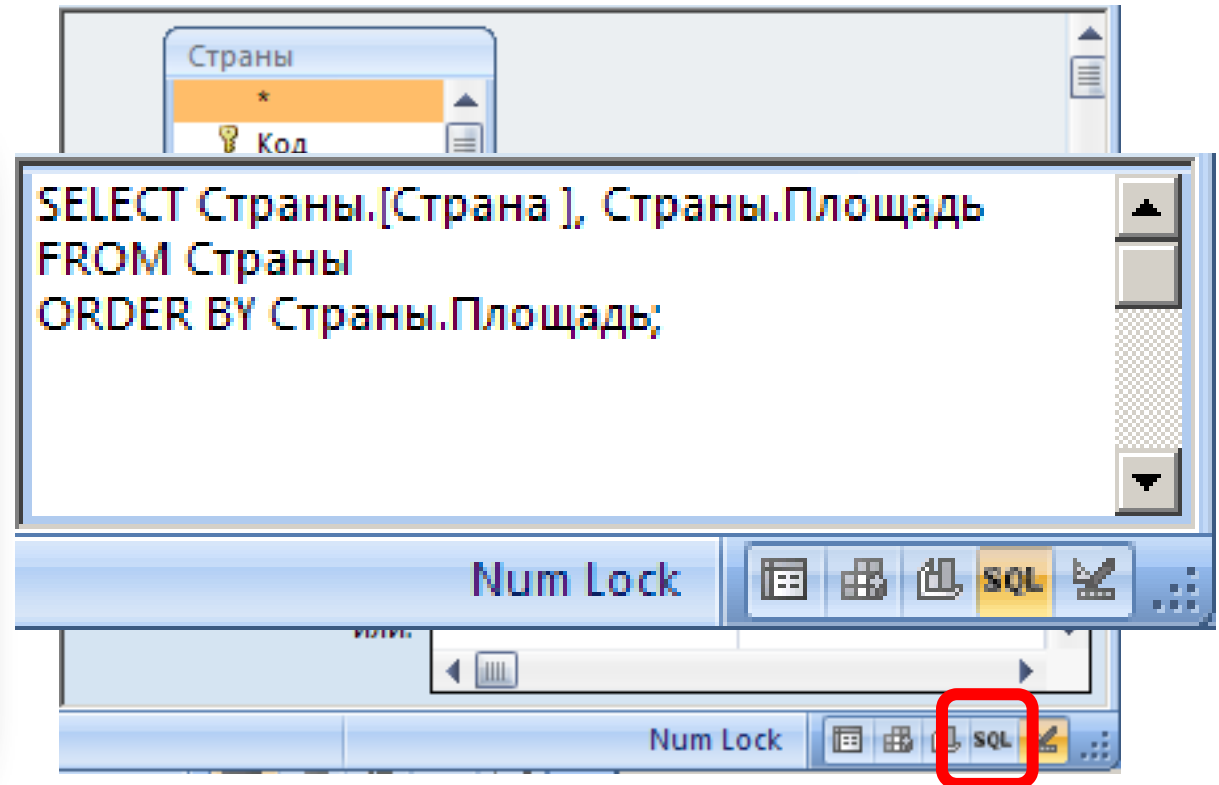 Страны
*
Код
SELECT Страны.[Страна ], Страны.Площадь
FROM Страны
ORDER BY Страны.Площадь;
Num Lock SQL
или:
Num Lock SQL